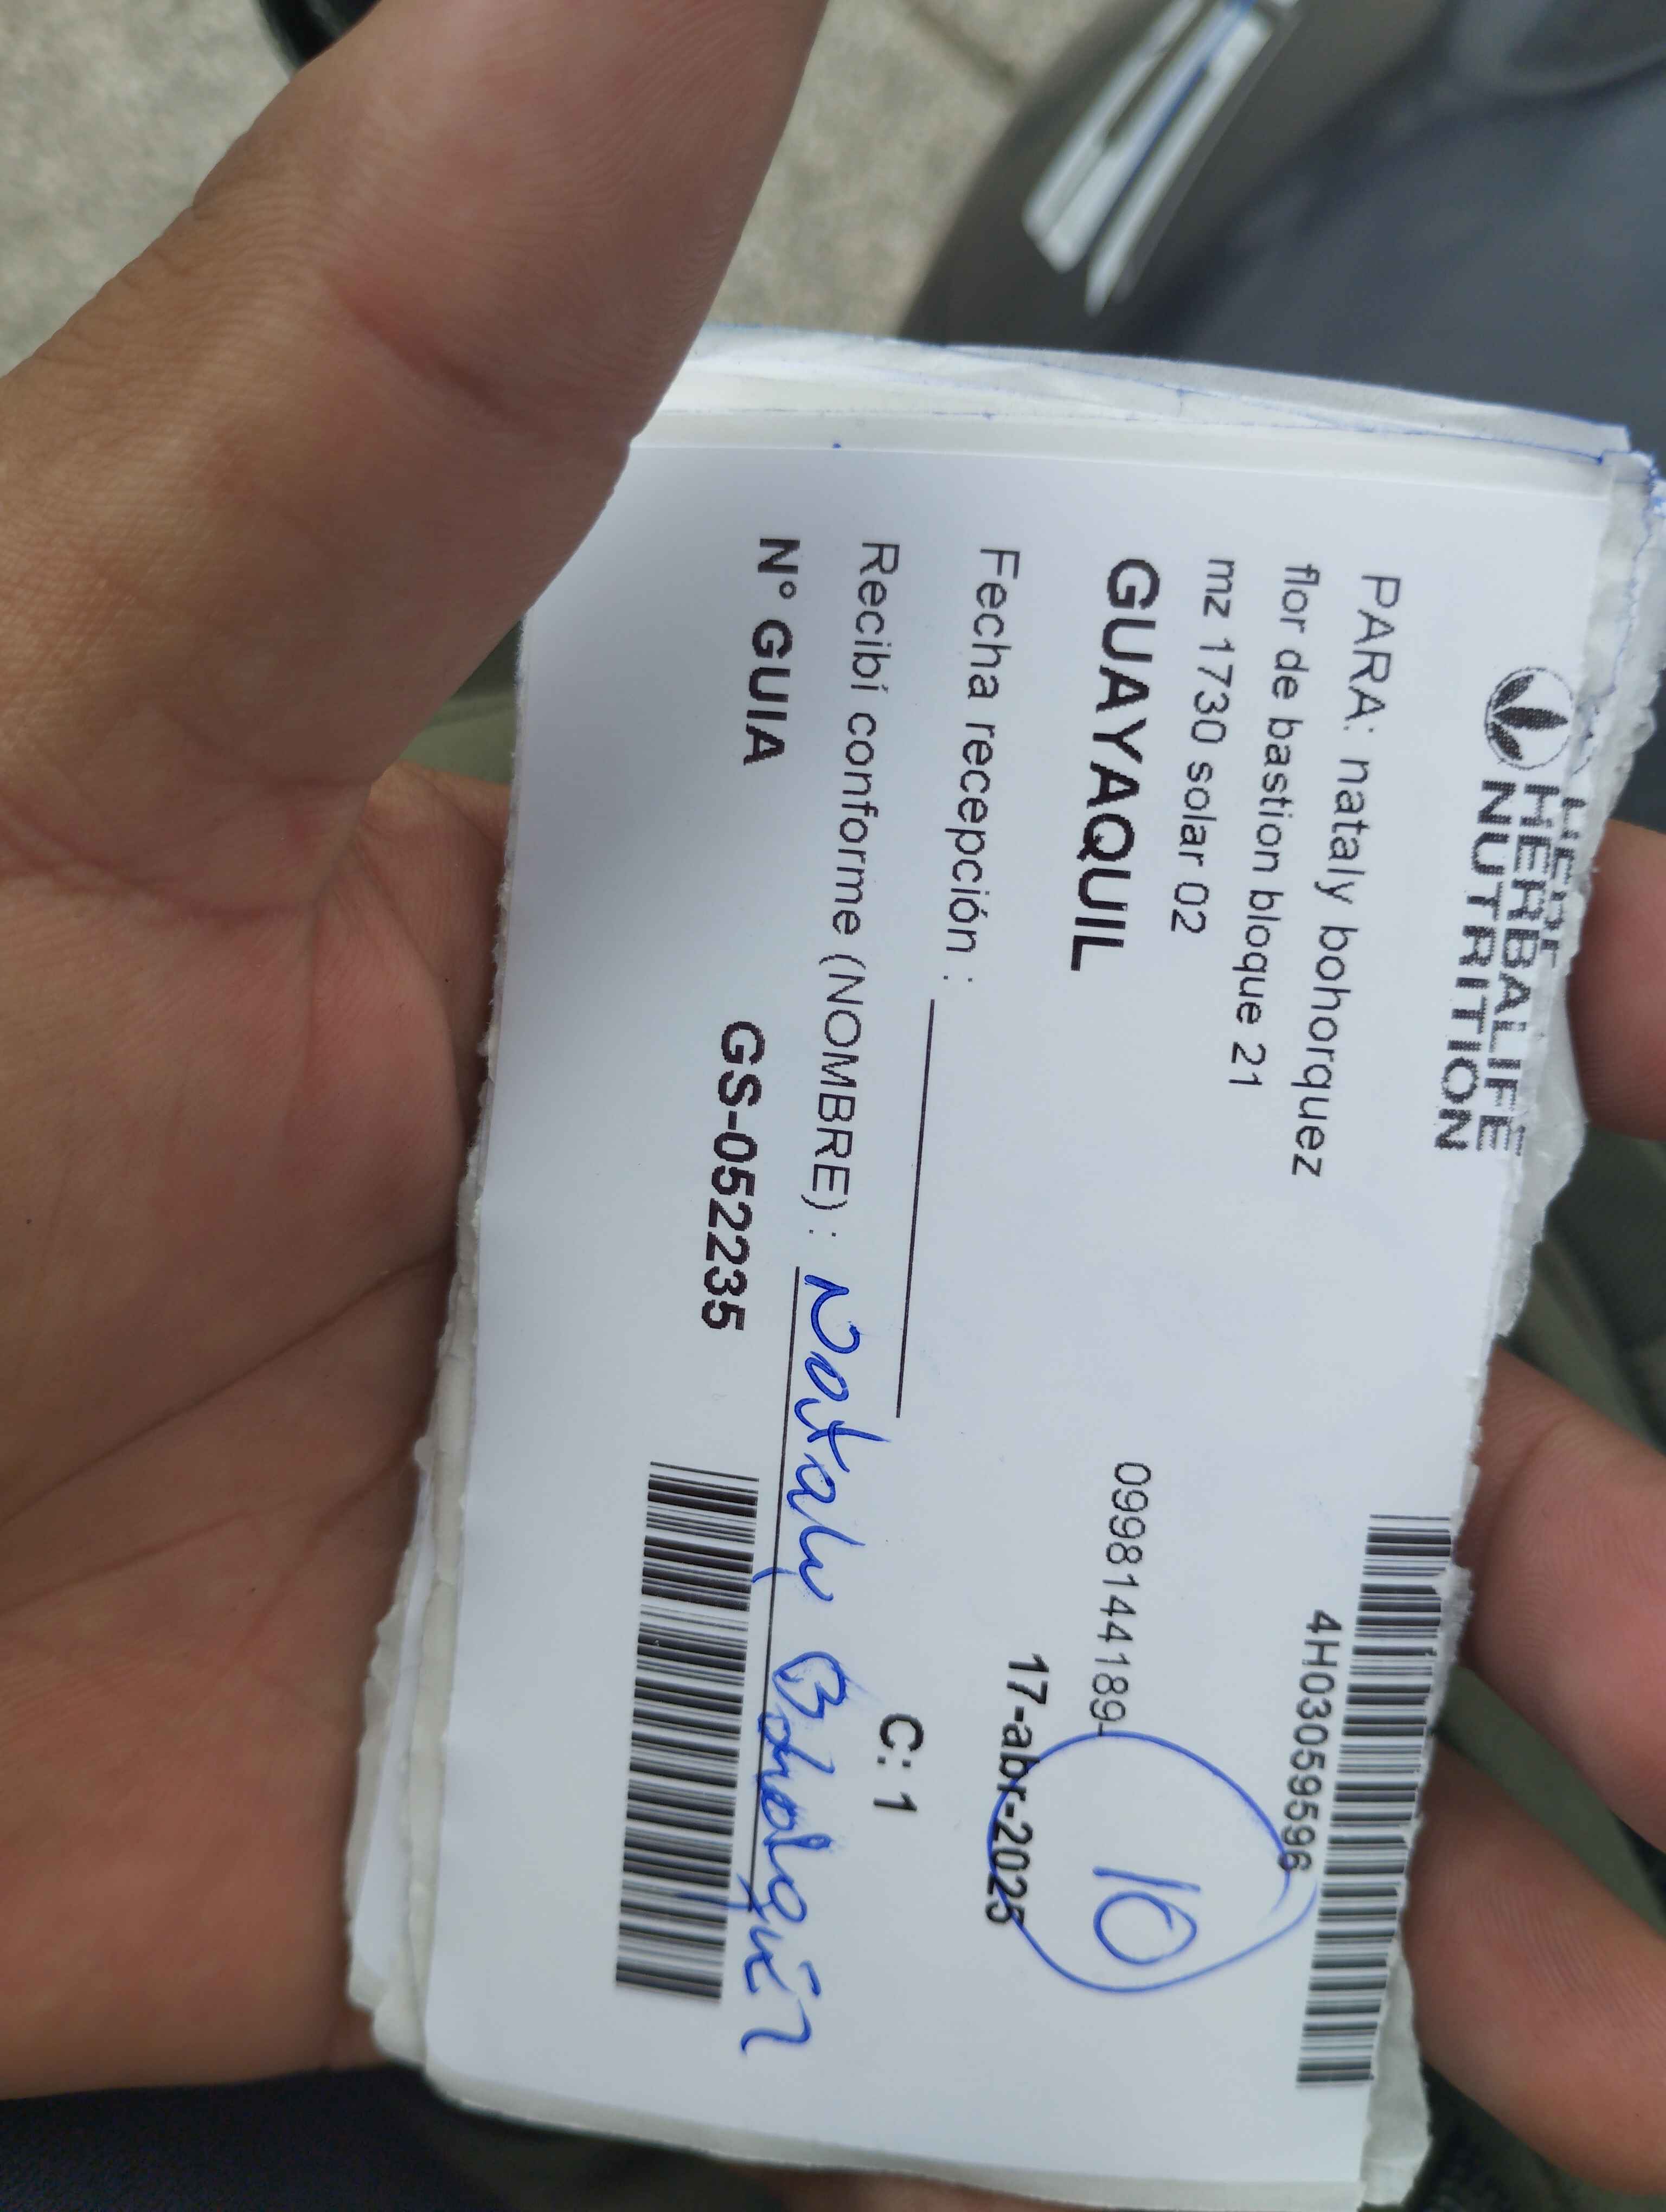 HERBALIFE
NUTRITION
4H03059596
PARA: nataly bohorquez
flor de bastion bloque 21
mz 1730 solar 02
0998144189-
16
GUAYAQUIL
17-abr-2025
Fecha recepción :
C: 1
Recibí conforme (NOMBRE) : Nataly Bohorquez
N° GUIA GS-052235